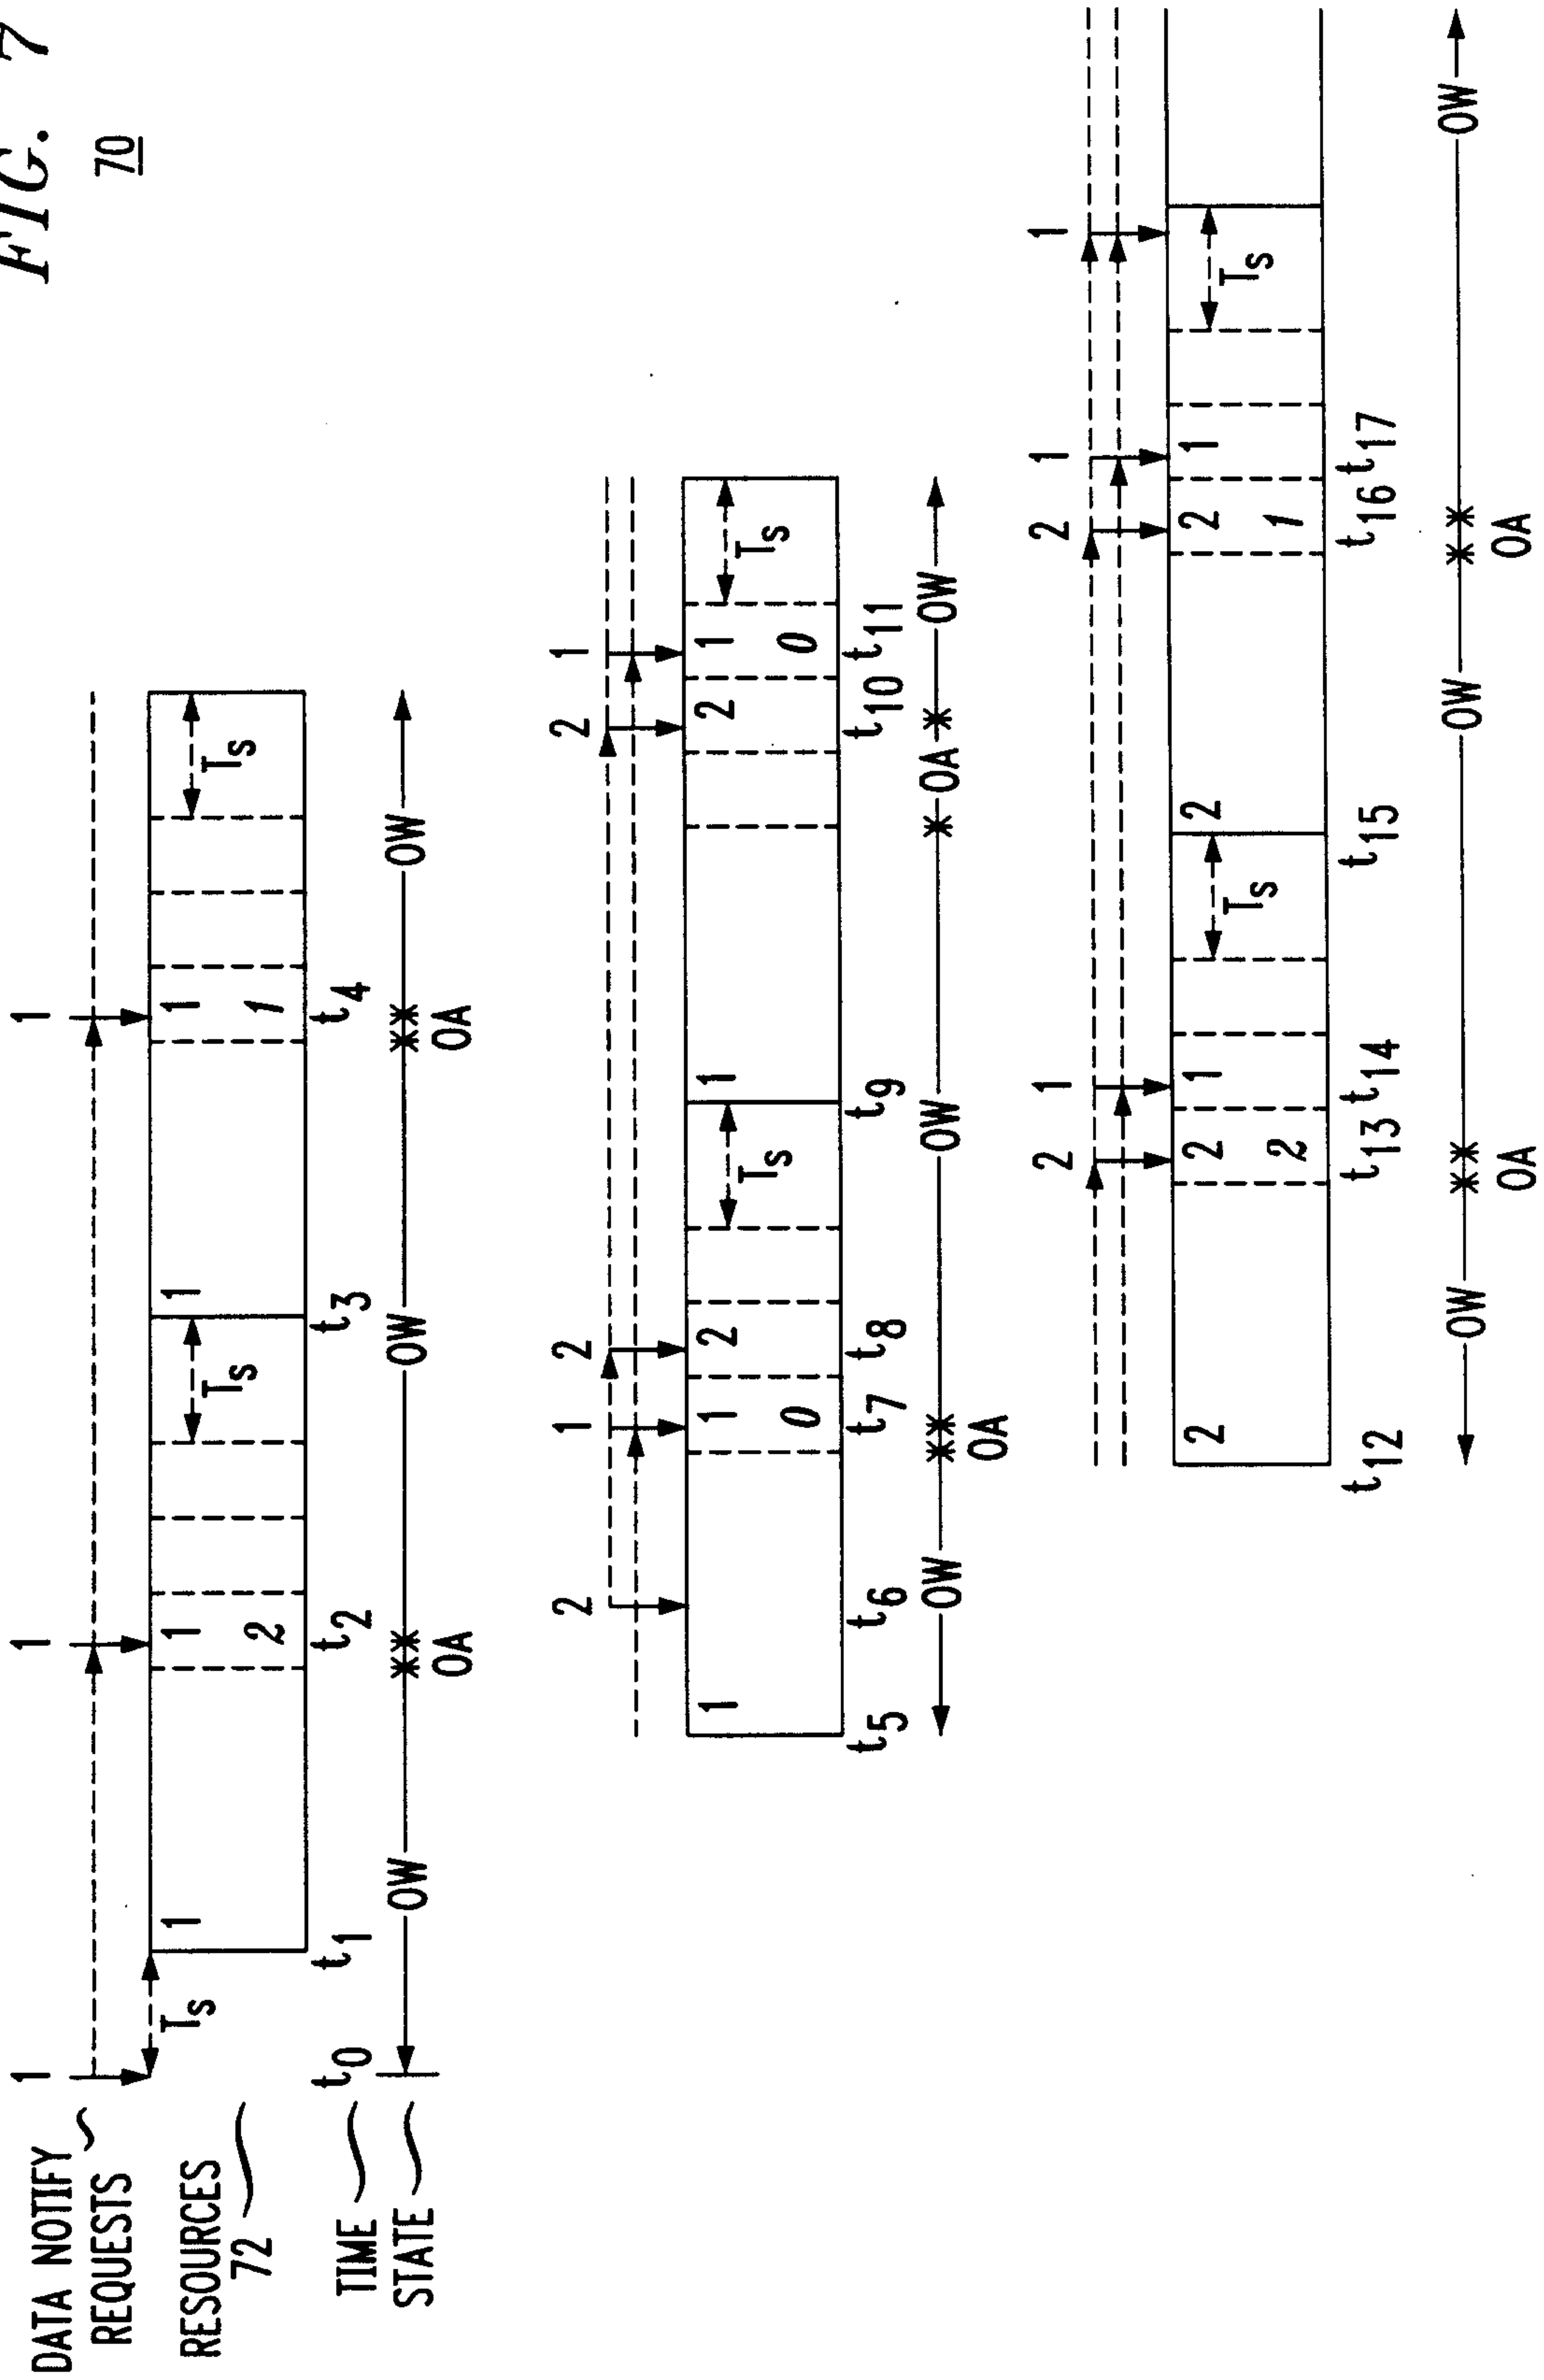 FIG. 7
70
DATA NOTIFY REQUESTS
1 1 1
RESOURCES 72
Ts 1 1 Ts 1 1 Ts
2 1
TIME
t0 t1 t2 t3 t4
STATE
OW OW OW
OA OA
2 1 2 2 1
1 1 2 Ts 1 2 1 Ts
0 0
t5 t6 t7 t8 t9 t10 t11
OW OW OA OW
OA
2 1 2 1 1
2 2 1 Ts 2 2 1 Ts
2 1
t12 t13 t14 t15 t16 t17
OW OW OW
OA OA